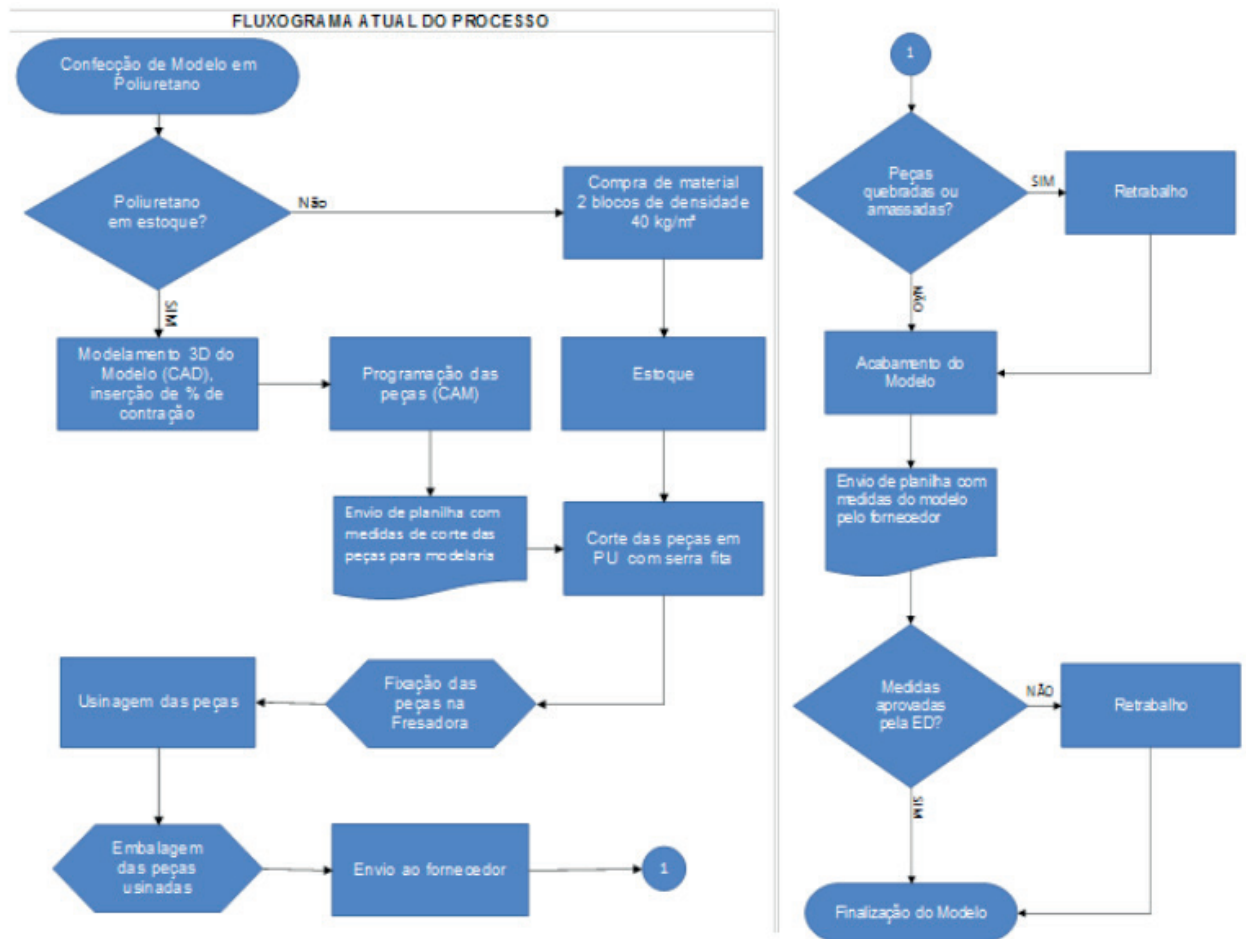 FLUXOGRAMA ATUAL DO PROCESSO
Confecção de Modelo em
Poliuretano
Poliuretano
em estoque?
Não
SIM
Compra de material
2 blocos de densidade
40 kg/m³
Modelamento 3D do
Modelo (CAD),
inserção de % de
contração
Programação das
peças (CAM)
Estoque
Envio de planilha com
medidas de corte das
peças para modelaria
Corte das peças em
PU com serra fita
Fixação das
peças na
Fresadora
Usinagem das peças
Embalagem
das peças
usinadas
Envio ao fornecedor
1
1
Peças
quebradas ou
amassadas?
SIM
Retrabalho
NÃO
Acabamento do
Modelo
Envio de planilha com
medidas do modelo
pelo fornecedor
Medidas
aprovadas
pela ED?
NÃO
Retrabalho
SIM
Finalização do Modelo